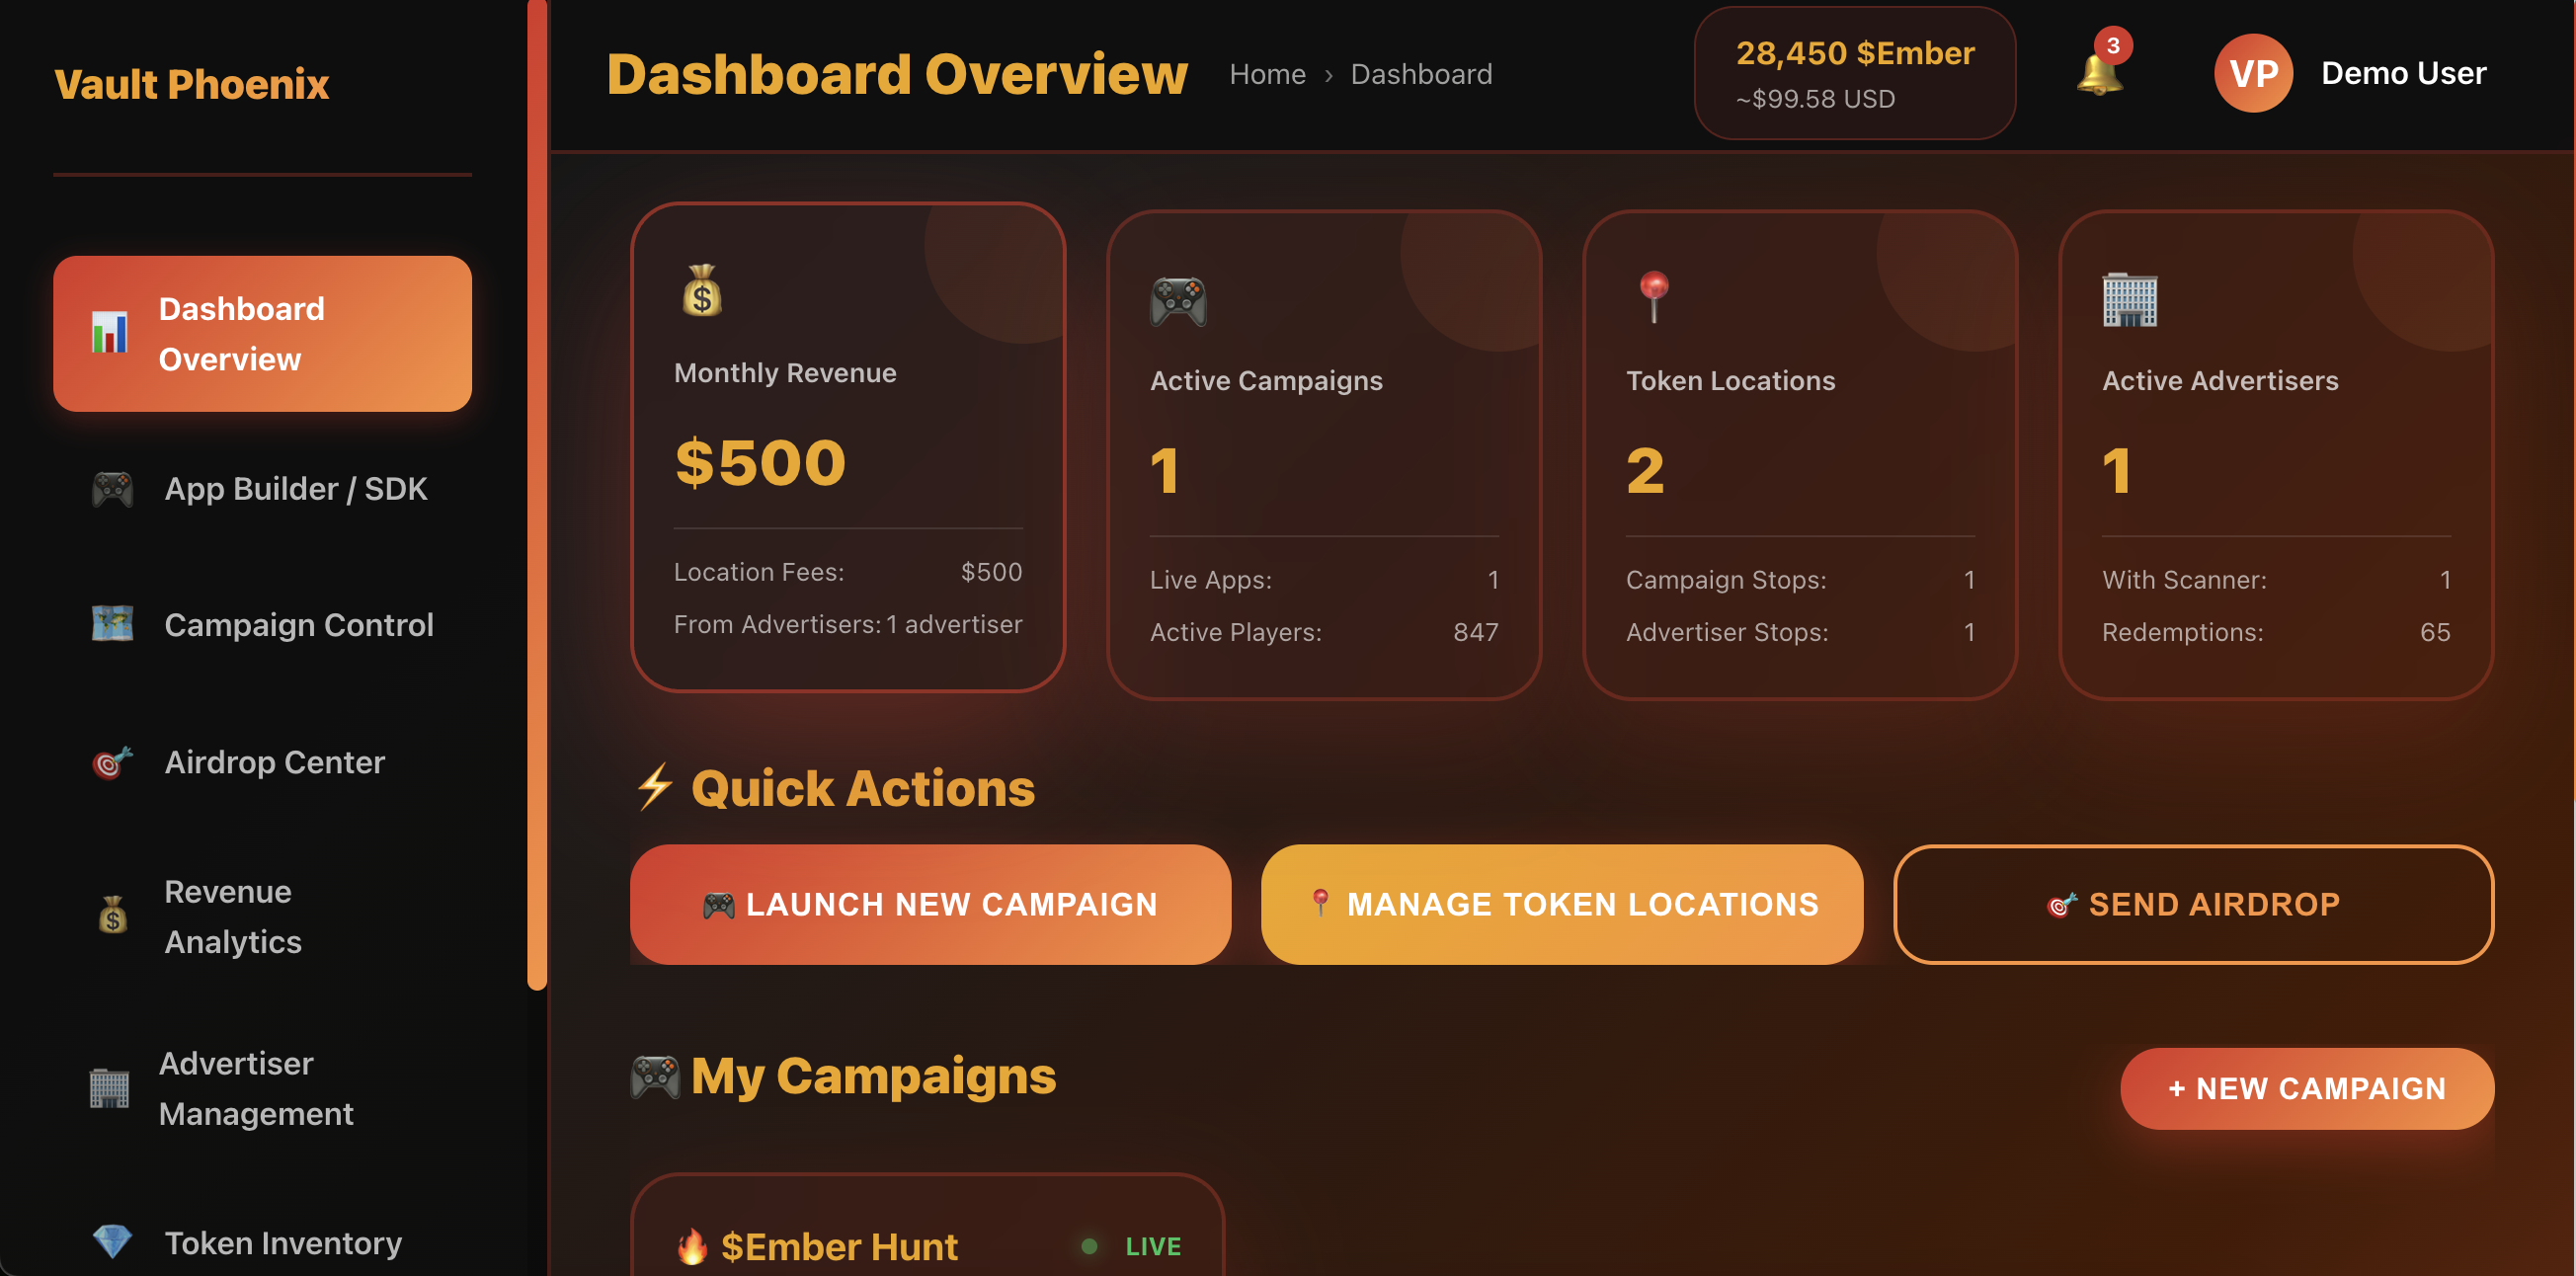 Vault Phoenix
Dashboard
Overview
App Builder / SDK
Campaign Control
Airdrop Center
Revenue
Analytics
Advertiser
Management
Token Inventory
Dashboard Overview
Home › Dashboard
28,450 $Ember
~$99.58 USD
3
VP
Demo User
Monthly Revenue
$500
Location Fees: $500
From Advertisers: 1 advertiser
Active Campaigns
1
Live Apps: 1
Active Players: 847
Token Locations
2
Campaign Stops: 1
Advertiser Stops: 1
Active Advertisers
1
With Scanner: 1
Redemptions: 65
⚡ Quick Actions
🎮 LAUNCH NEW CAMPAIGN
📍 MANAGE TOKEN LOCATIONS
🎯 SEND AIRDROP
🎮 My Campaigns
+ NEW CAMPAIGN
🔥 $Ember Hunt
LIVE